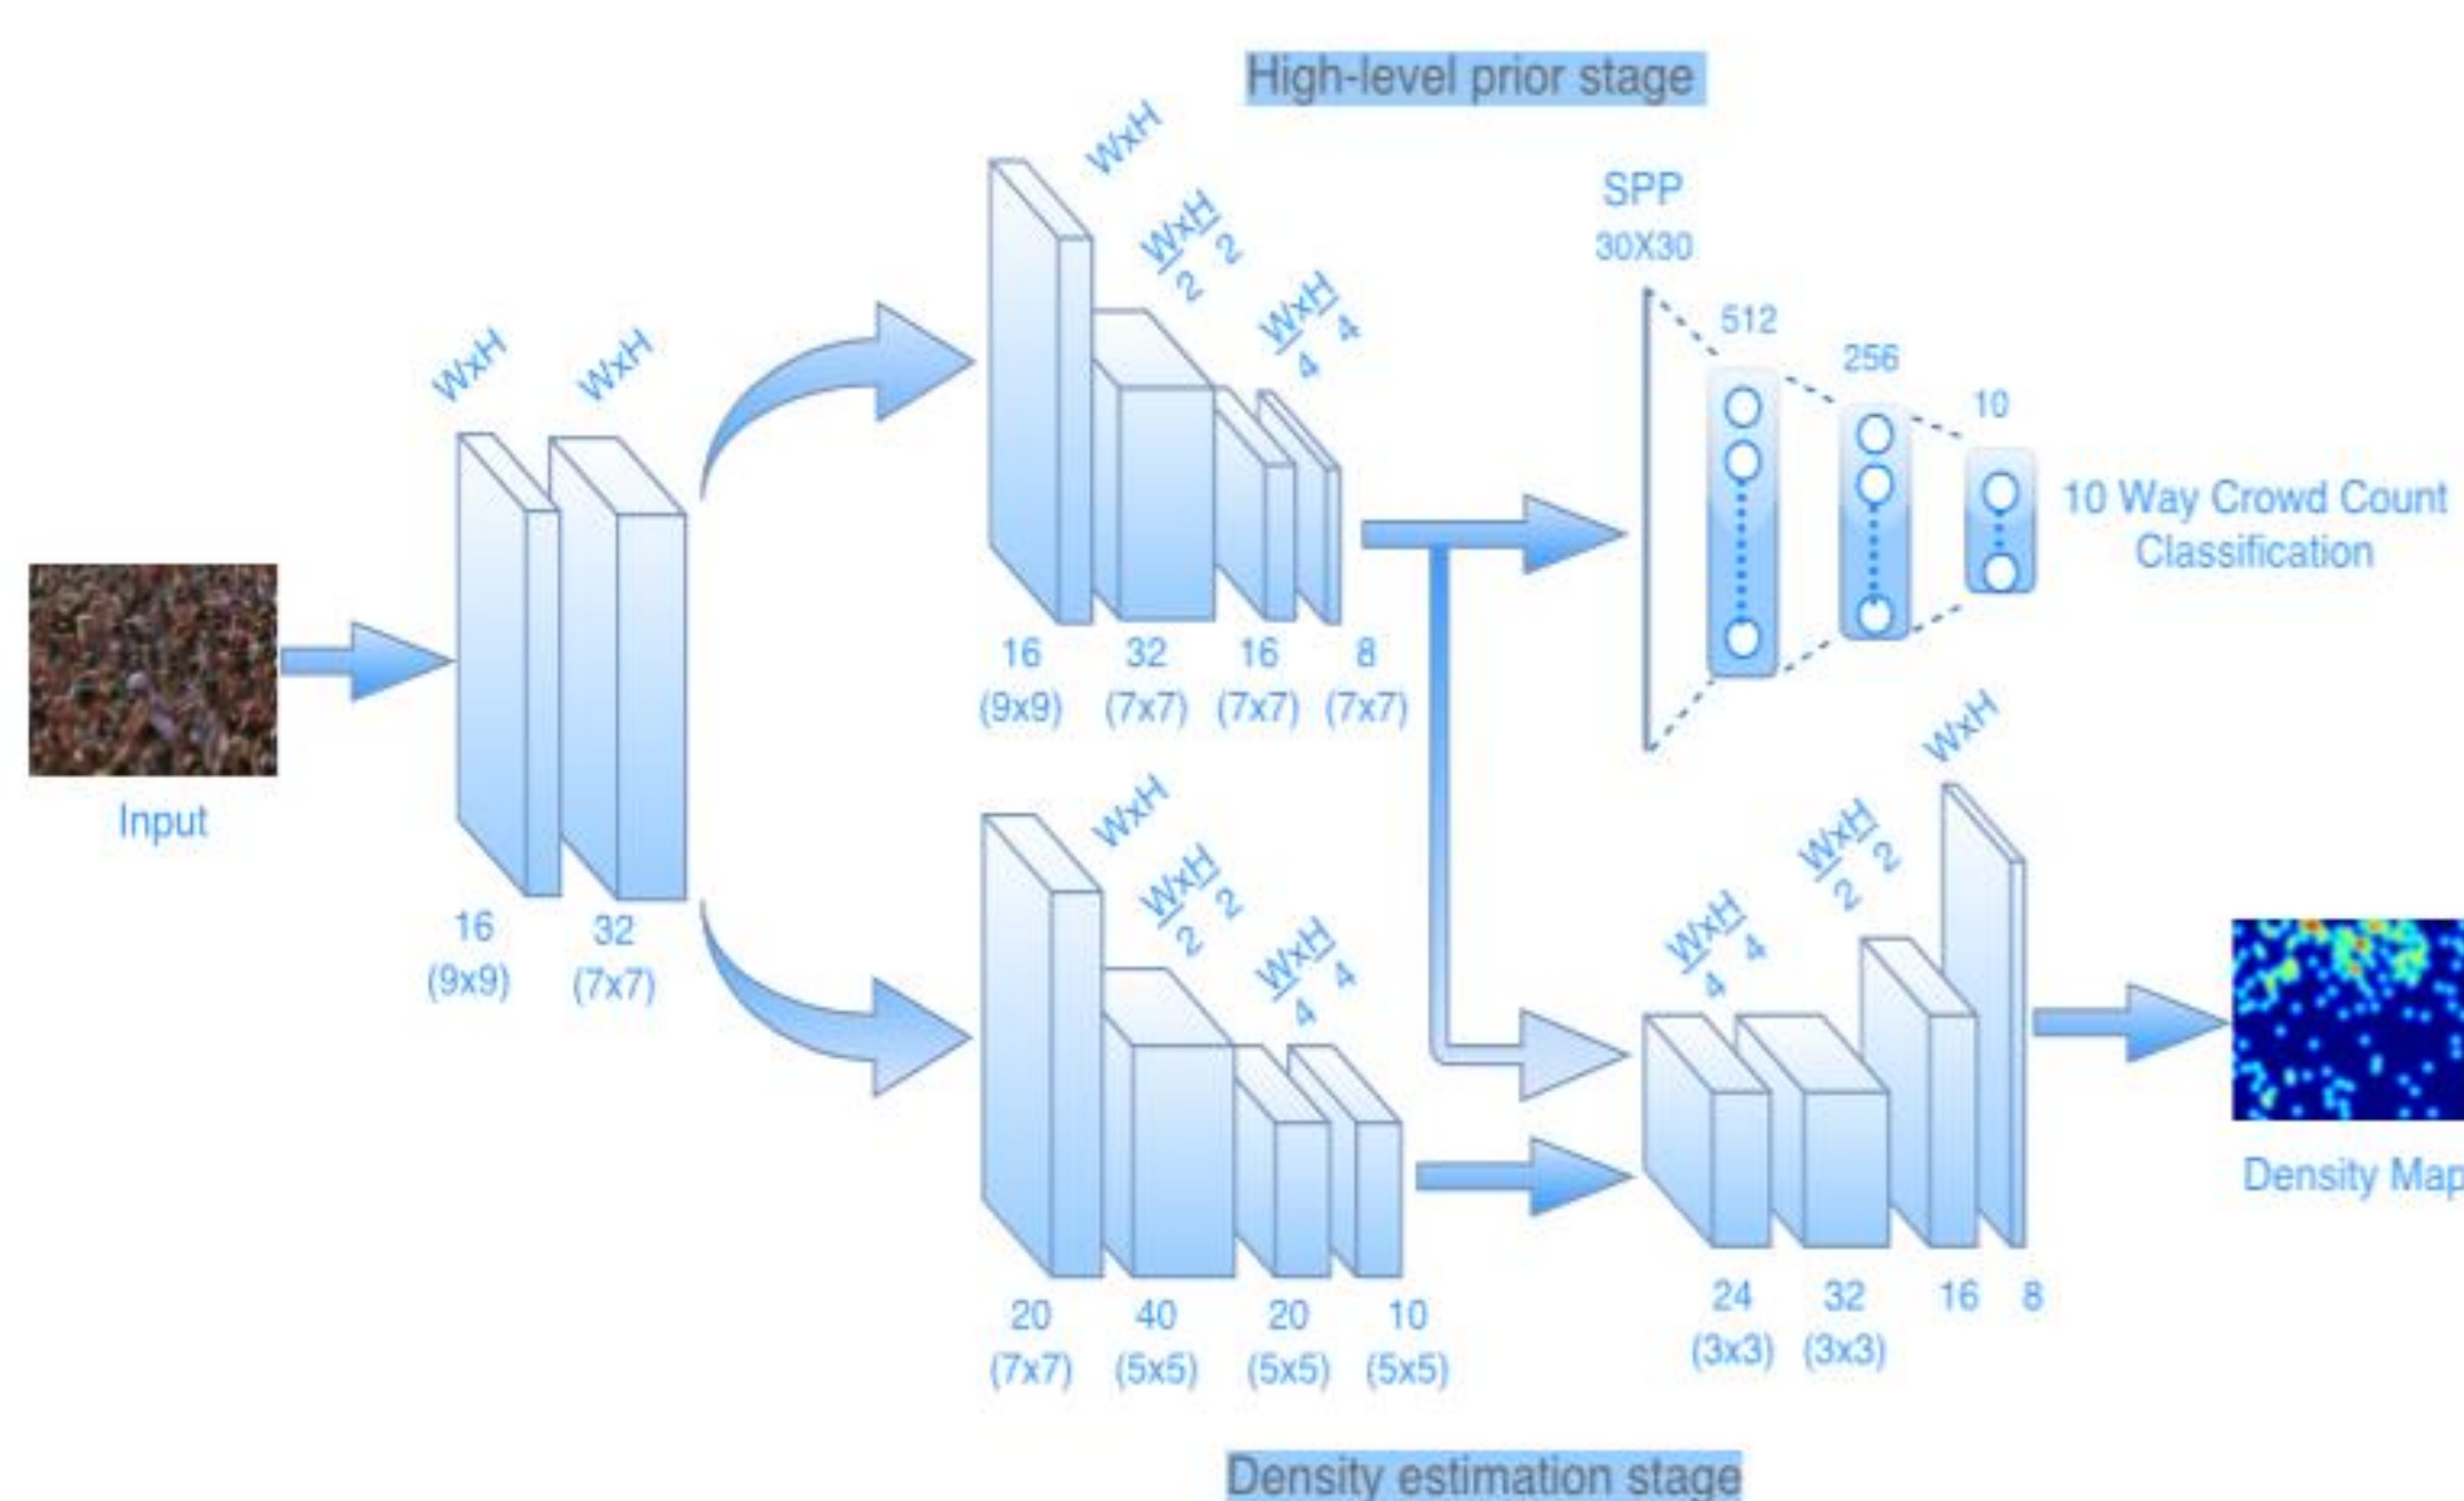 High-level prior stage
WxH
WxH
2 2
WxH
4 4
SPP
30X30
512
256
10
10 Way Crowd Count
Classification
WxH
WxH
16
(9x9)
32
(7x7)
Input
16
(9x9)
32
(7x7)
16
(7x7)
8
(7x7)
WxH
WxH
2 2
WxH
4 4
20
(7x7)
40
(5x5)
20
(5x5)
10
(5x5)
WxH
4 4
WxH
2 2
WxH
24
(3x3)
32
(3x3)
16
8
Density Map
Density estimation stage